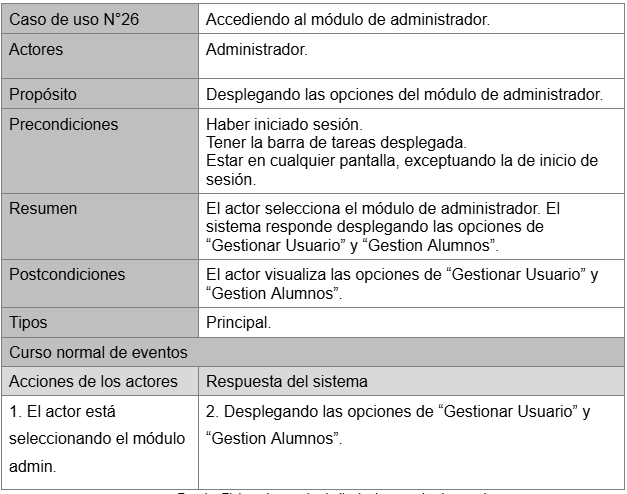 Caso de uso N°26
Accediendo al módulo de administrador.
Actores
Administrador.
Propósito
Desplegando las opciones del módulo de administrador.
Precondiciones
Haber iniciado sesión.
Tener la barra de tareas desplegada.
Estar en cualquier pantalla, exceptuando la de inicio de
sesión.
Resumen
El actor selecciona el módulo de administrador. El
sistema responde desplegando las opciones de
“Gestionar Usuario” y “Gestion Alumnos”.
Postcondiciones
El actor visualiza las opciones de “Gestionar Usuario” y
“Gestion Alumnos”.
Tipos
Principal.
Curso normal de eventos
Acciones de los actores
Respuesta del sistema
1. El actor está
seleccionando el módulo
admin.
2. Desplegando las opciones de “Gestionar Usuario” y
“Gestion Alumnos”.